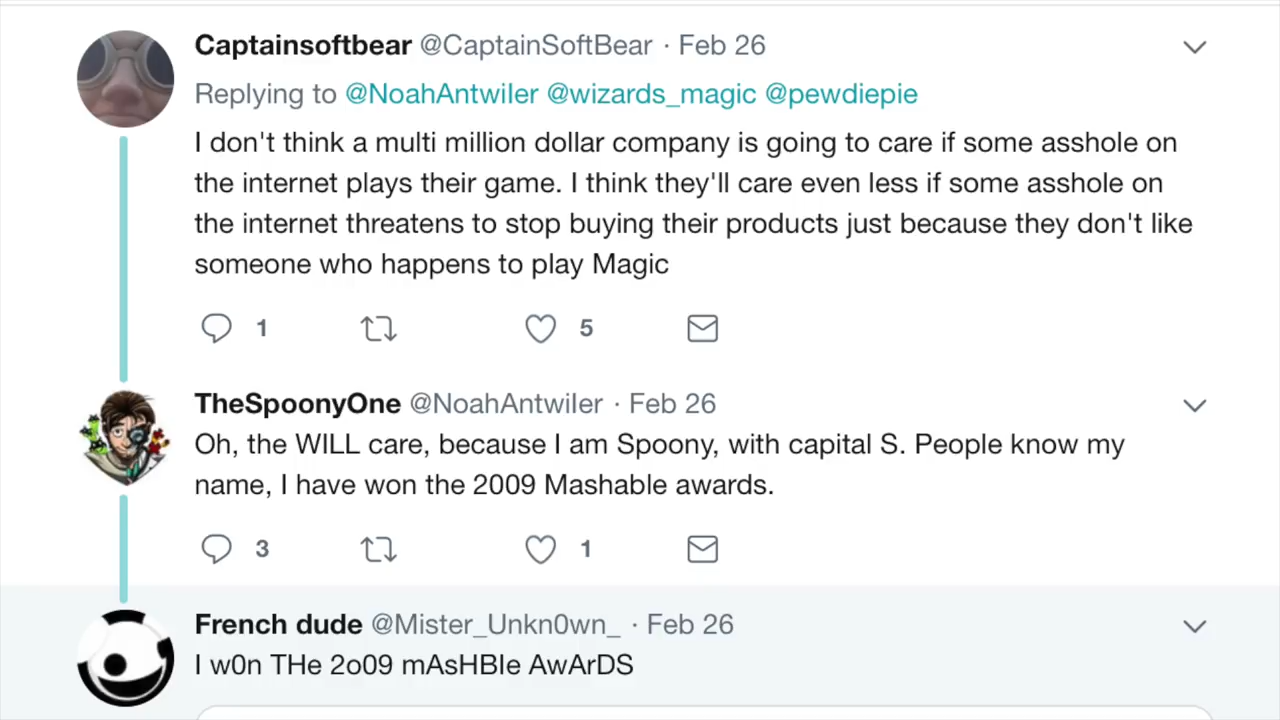 Captainsoftbear @CaptainSoftBear · Feb 26
Replying to @NoahAntwiler @wizards_magic @pewdiepie
I don't think a multi million dollar company is going to care if some asshole on
the internet plays their game. I think they'll care even less if some asshole on
the internet threatens to stop buying their products just because they don't like
someone who happens to play Magic
1 5
TheSpoonyOne @NoahAntwiler · Feb 26
Oh, the WILL care, because I am Spoony, with capital S. People know my
name, I have won the 2009 Mashable awards.
3 1
French dude @Mister_Unkn0wn_ · Feb 26
I w0n THe 2o09 mAsHBle AwArDS